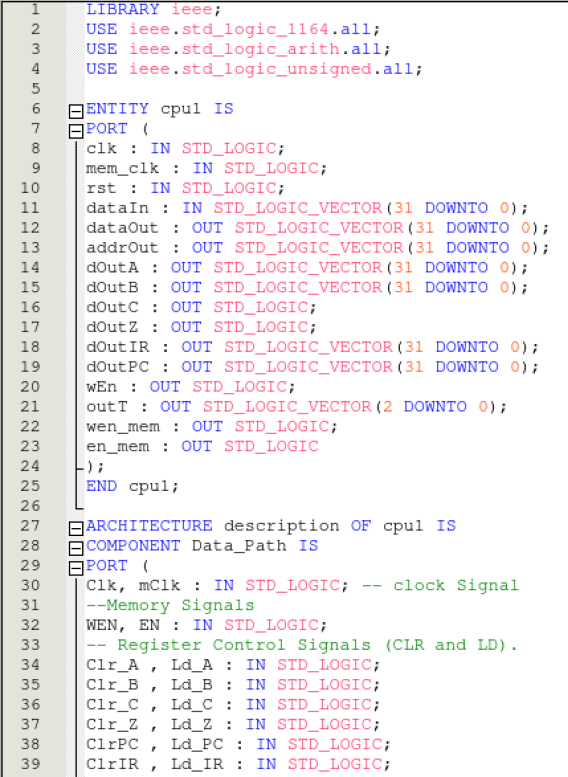 1 LIBRARY ieee;
2 USE ieee.std_logic_1164.all;
3 USE ieee.std_logic_arith.all;
4 USE ieee.std_logic_unsigned.all;
5
6 ENTITY cpu1 IS
7 PORT (
8 clk : IN STD_LOGIC;
9 mem_clk : IN STD_LOGIC;
10 rst : IN STD_LOGIC;
11 dataIn : IN STD_LOGIC_VECTOR(31 DOWNTO 0);
12 dataOut : OUT STD_LOGIC_VECTOR(31 DOWNTO 0);
13 addrOut : OUT STD_LOGIC_VECTOR(31 DOWNTO 0);
14 dOutA : OUT STD_LOGIC_VECTOR(31 DOWNTO 0);
15 dOutB : OUT STD_LOGIC_VECTOR(31 DOWNTO 0);
16 dOutC : OUT STD_LOGIC;
17 dOutZ : OUT STD_LOGIC;
18 dOutIR : OUT STD_LOGIC_VECTOR(31 DOWNTO 0);
19 dOutPC : OUT STD_LOGIC_VECTOR(31 DOWNTO 0);
20 wEn : OUT STD_LOGIC;
21 outT : OUT STD_LOGIC_VECTOR(2 DOWNTO 0);
22 wen_mem : OUT STD_LOGIC;
23 en_mem : OUT STD_LOGIC
24 );
25 END cpu1;
26
27 ARCHITECTURE description OF cpu1 IS
28 COMPONENT Data_Path IS
29 PORT (
30 Clk, mClk : IN STD_LOGIC; -- clock Signal
31 --Memory Signals
32 WEN, EN : IN STD_LOGIC;
33 -- Register Control Signals (CLR and LD).
34 Clr_A , Ld_A : IN STD_LOGIC;
35 Clr_B , Ld_B : IN STD_LOGIC;
36 Clr_C , Ld_C : IN STD_LOGIC;
37 Clr_Z , Ld_Z : IN STD_LOGIC;
38 ClrPC , Ld_PC : IN STD_LOGIC;
39 ClrIR , Ld_IR : IN STD_LOGIC;